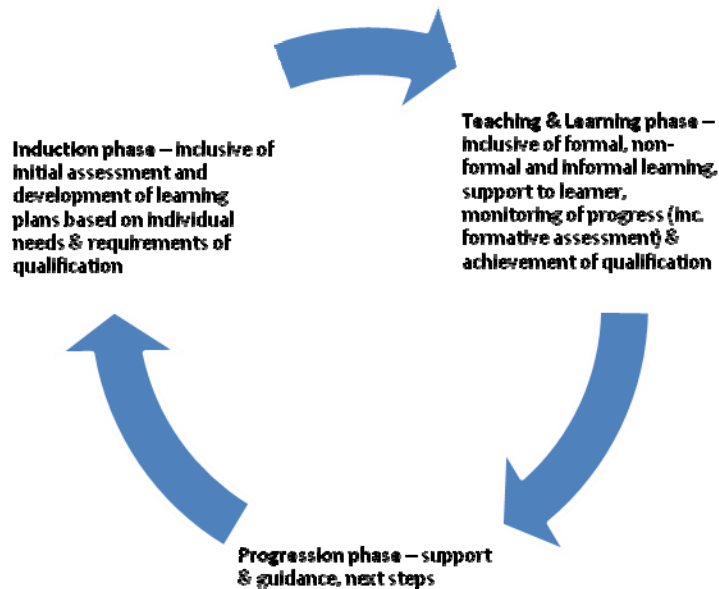 Induction phase – inclusive of
initial assessment and
development of learning
plans based on individual
needs & requirements of
qualification
Teaching & Learning phase –
inclusive of formal, non-
formal and informal learning,
support to learner,
monitoring of progress (inc.
formative assessment) &
achievement of qualification
Progression phase – support
& guidance, next steps